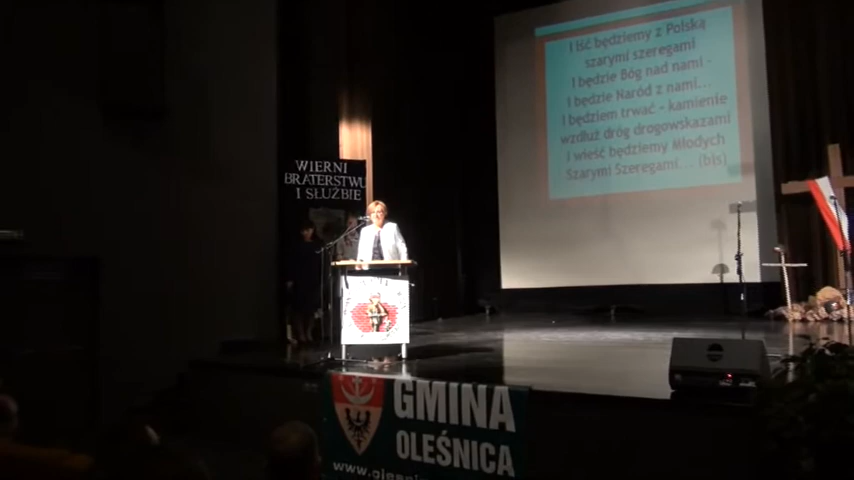 I iść będziemy z Polską
szarymi szeregami
I będzie Bóg nad nami -
I będzie Naród z nami...
I będziem trwać - kamienie
wzdłuż dróg drogowskazami
I wieść będziemy Młodych
Szarymi Szeregami... (bis)
WIERNI
BRATERSTWU
I SŁUŻBIE
GMINA
OLEŚNICA